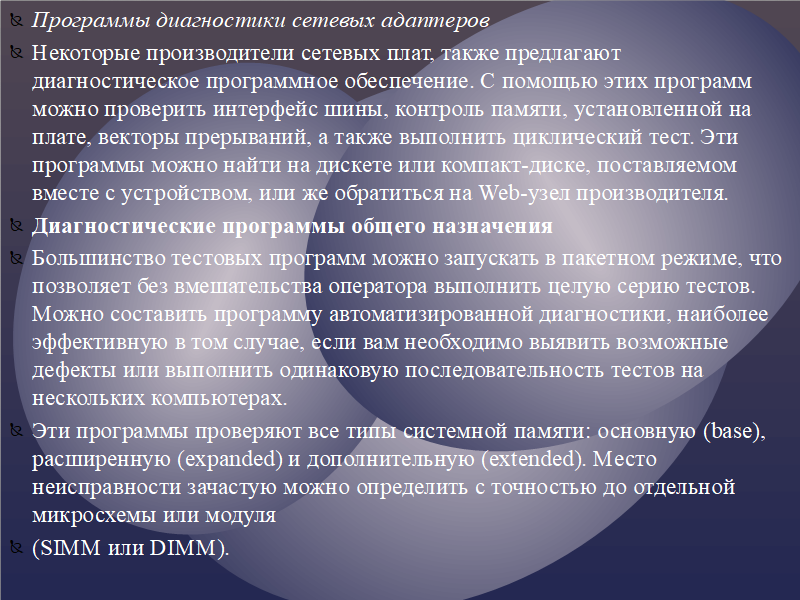 Программы диагностики сетевых адаптеров
Некоторые производители сетевых плат, также предлагают
диагностическое программное обеспечение. С помощью этих программ
можно проверить интерфейс шины, контроль памяти, установленной на
плате, векторы прерываний, а также выполнить циклический тест. Эти
программы можно найти на дискете или компакт-диске, поставляемом
вместе с устройством, или же обратиться на Web-узел производителя.
Диагностические программы общего назначения
Большинство тестовых программ можно запускать в пакетном режиме, что
позволяет без вмешательства оператора выполнить целую серию тестов.
Можно составить программу автоматизированной диагностики, наиболее
эффективную в том случае, если вам необходимо выявить возможные
дефекты или выполнить одинаковую последовательность тестов на
нескольких компьютерах.
Эти программы проверяют все типы системной памяти: основную (base),
расширенную (expanded) и дополнительную (extended). Место
неисправности зачастую можно определить с точностью до отдельной
микросхемы или модуля
(SIMM или DIMM).